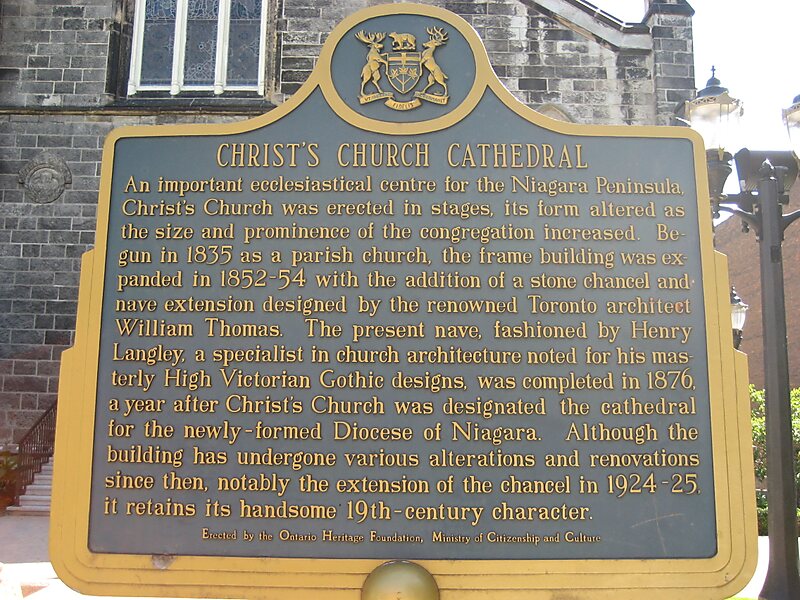 CHRIST'S CHURCH CATHEDRAL
An important ecclesiastical centre for the Niagara Peninsula,
Christ's Church was erected in stages, its form altered as
the size and prominence of the congregation increased. Be-
gun in 1835 as a parish church, the frame building was ex-
panded in 1852-54 with the addition of a stone chancel and
nave extension designed by the renowned Toronto architect
William Thomas. The present nave, fashioned by Henry
Langley, a specialist in church architecture noted for his mas-
terly High Victorian Gothic designs, was completed in 1876,
a year after Christ's Church was designated the cathedral
for the newly-formed Diocese of Niagara. Although the
building has undergone various alterations and renovations
since then, notably the extension of the chancel in 1924-25,
it retains its handsome 19th-century character.
Erected by the Ontario Heritage Foundation, Ministry of Citizenship and Culture